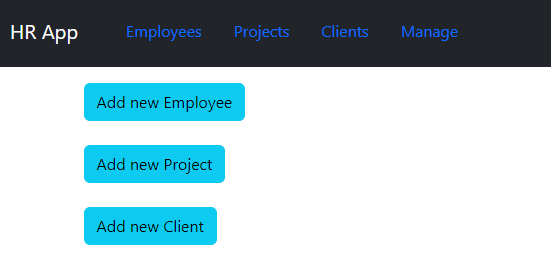 HR App Employees Projects Clients Manage
Add new Employee
Add new Project
Add new Client